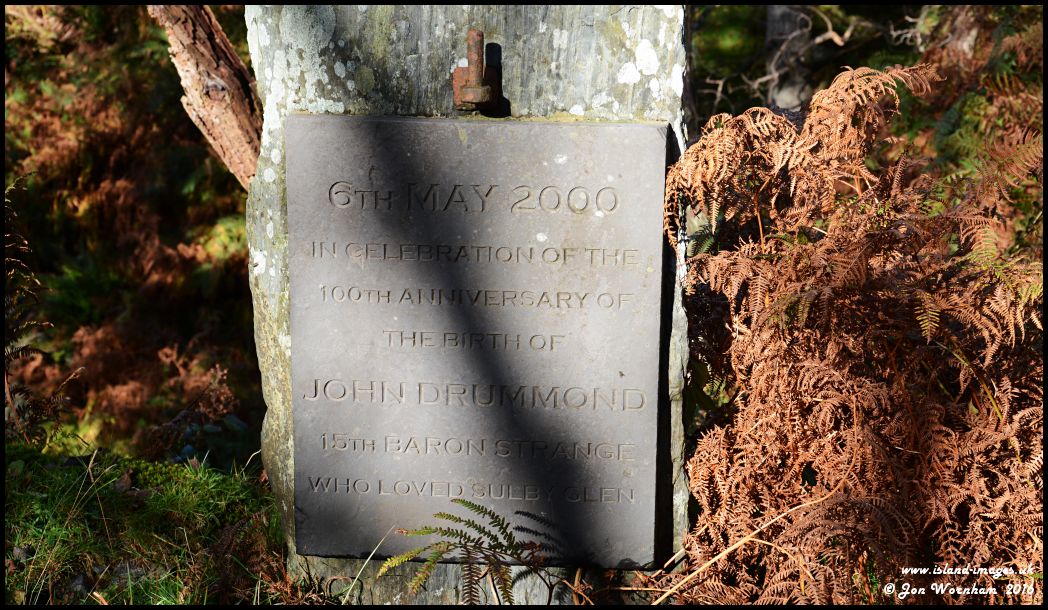 6TH MAY 2000
IN CELEBRATION OF THE
100TH ANNIVERSARY OF
THE BIRTH OF
JOHN DRUMMOND
15TH BARON STRANGE
WHO LOVED SULBY GLEN
www.island-images.uk
© Jon Wornham 2016